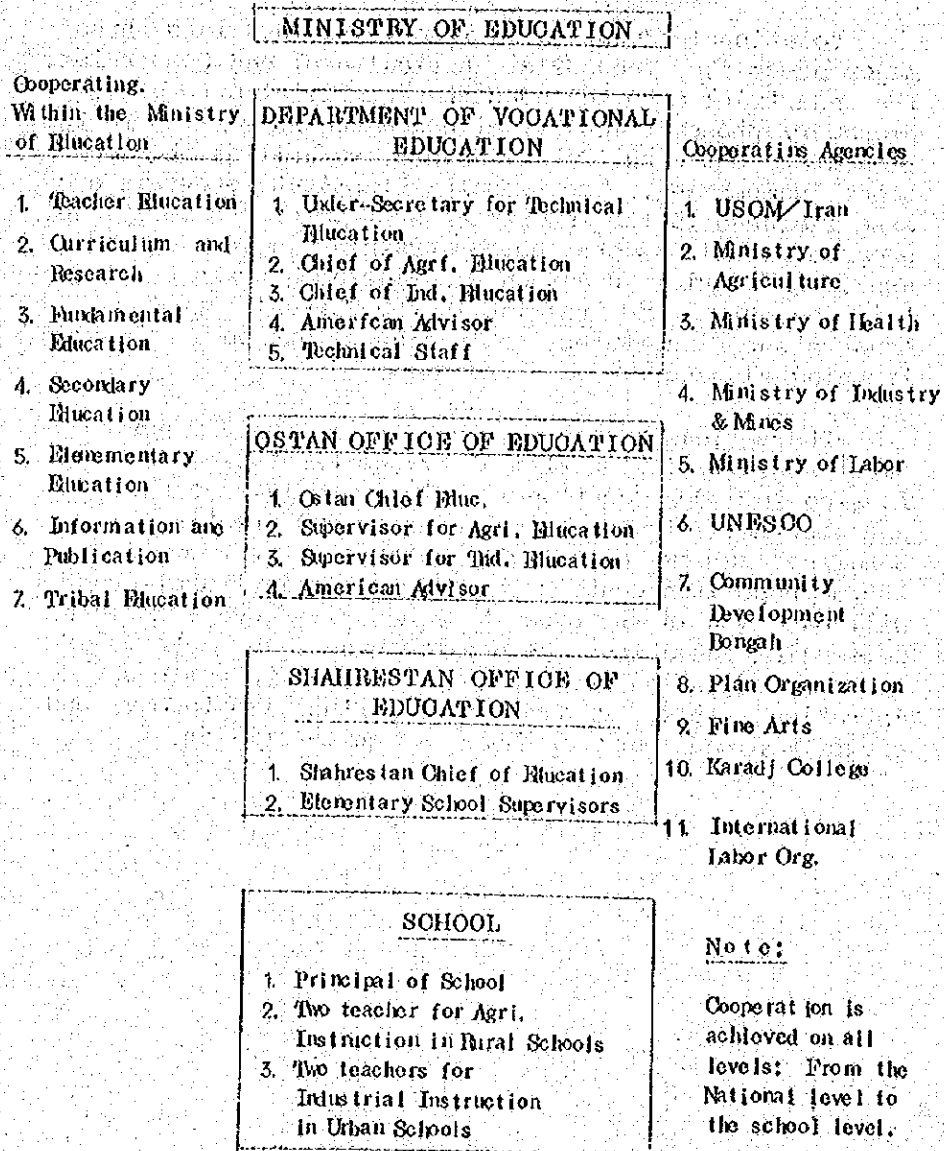 MINISTRY OF EDUCATION
Cooperating.
Within the Ministry
of Education
1. Teacher Education
2. Curriculum and
Research
3. Fundamental
Education
4. Secondary
Education
5. Elerementary
Education
6. Information and
Publication
7. Tribal Education
DEPARTMENT OF VOCATIONAL
EDUCATION
1. Under-Secretary for Technical
Education
2. Chief of Agri. Education
3. Chief of Ind. Education
4. American Advisor
5. Technical Staff
OSTAN OFFICE OF EDUCATION
1. Ostan Chief Educ.
2. Supervisor for Agri. Education
3. Supervisor for Ind. Education
4. American Advisor
SHAHRESTAN OFFICE OF
EDUCATION
1. Shahrestan Chief of Education
2. Elementary School Supervisors
SCHOOL
1. Principal of School
2. Two teacher for Agri.
Instruction in Rural Schools
3. Two teachers for
Industrial Instruction
in Urban Schools
Cooperatins Agencies
1. USOM/Iran
2. Ministry of
Agriculture
3. Ministry of Health
4. Ministry of Industry
& Mines
5. Ministry of Labor
6. UNESCO
7. Community
Development
Bongah
8. Plan Organization
9. Fine Arts
10. Karadj College
11. International
Labor Org.
Note:
Cooperation is
achieved on all
levels: From the
National level to
the school level.